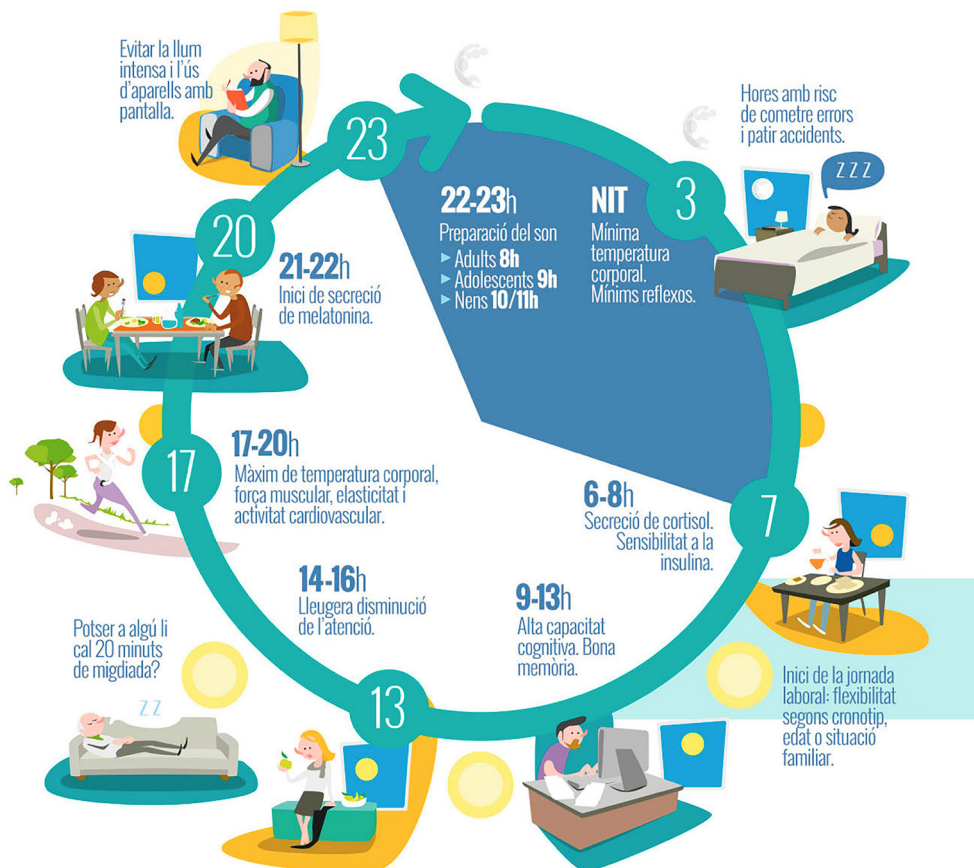 Evitar la llum
intensa i l'ús
d'aparells amb
pantalla.
Hores amb risc
de cometre errors
i patir accidents.
Z Z Z
23
3
22-23h
Preparació del son
▶ Adults 8h
▶ Adolescents 9h
▶ Nens 10/11h
NIT
Mínima
temperatura
corporal.
Mínims reflexos.
20
21-22h
Inici de secreció
de melatonina.
17
17-20h
Màxim de temperatura corporal,
força muscular, elasticitat i
activitat cardiovascular.
6-8h
Secreció de cortisol.
Sensibilitat a la
insulina.
7
14-16h
Lleugera disminució
de l'atenció.
9-13h
Alta capacitat
cognitiva. Bona
memòria.
Potser a algú li
cal 20 minuts
de migdiada?
Z Z
13
Inici de la jornada
laboral: flexibilitat
segons cronotip,
edat o situació
familiar.